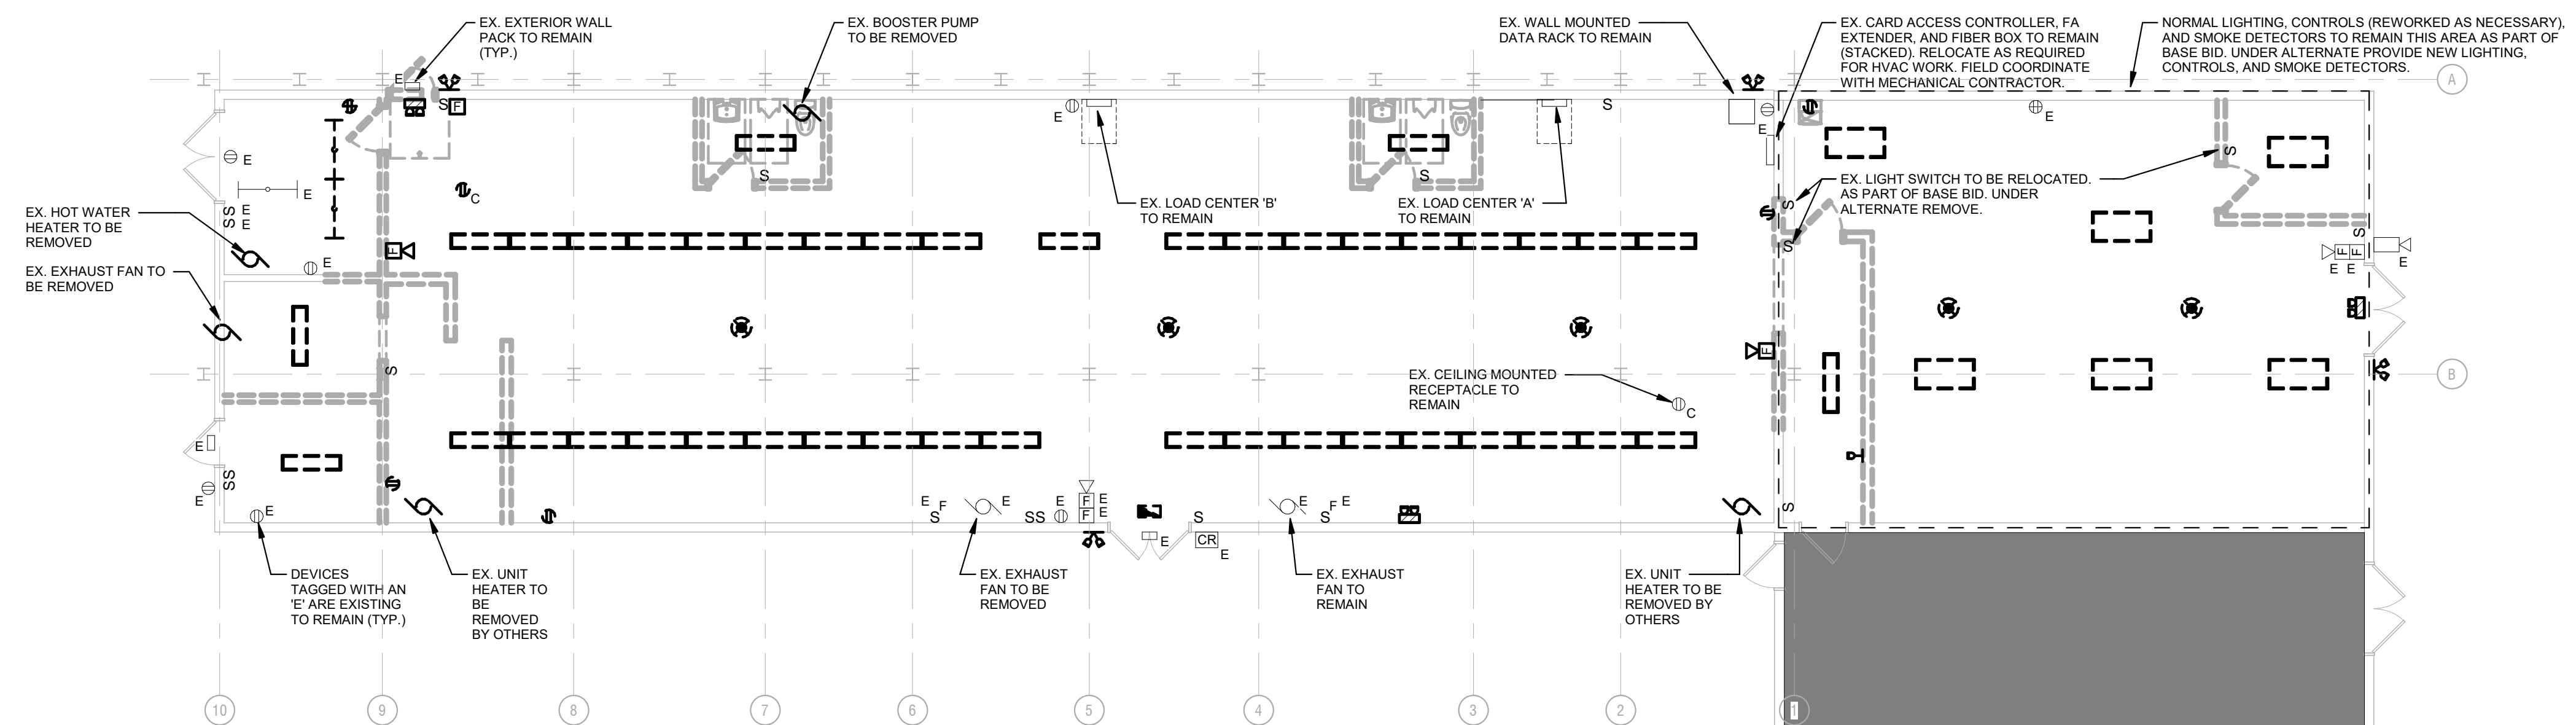 EX. EXTERIOR WALL
PACK TO REMAIN
(TYP.)
EX. BOOSTER PUMP
TO BE REMOVED
EX. WALL MOUNTED
DATA RACK TO REMAIN
EX. CARD ACCESS CONTROLLER, FA
EXTENDER, AND FIBER BOX TO REMAIN
(STACKED). RELOCATE AS REQUIRED
FOR HVAC WORK. FIELD COORDINATE
WITH MECHANICAL CONTRACTOR.
NORMAL LIGHTING, CONTROLS (REWORKED AS NECESSARY),
AND SMOKE DETECTORS TO REMAIN THIS AREA AS PART OF
BASE BID. UNDER ALTERNATE PROVIDE NEW LIGHTING,
CONTROLS, AND SMOKE DETECTORS.
A
E
S
F
E
S
E
E
E
S
E
E
SS
E
E
C
S
S
EX. LIGHT SWITCH TO BE RELOCATED.
AS PART OF BASE BID. UNDER
ALTERNATE REMOVE.
EX. LOAD CENTER 'B'
TO REMAIN
EX. LOAD CENTER 'A'
TO REMAIN
S
S
S
EX. HOT WATER
HEATER TO BE
REMOVED
F
E
F
F
E
E
E
EX. EXHAUST FAN TO
BE REMOVED
F
S
EX. CEILING MOUNTED
RECEPTACLE TO
REMAIN
C
B
E
SS
E
E
E
F
S
E
SS
E
F
F
E
E
S
CR
E
E
E
F
E
S
S
DEVICES
TAGGED WITH AN
'E' ARE EXISTING
TO REMAIN (TYP.)
EX. UNIT
HEATER TO
BE
REMOVED
BY OTHERS
EX. EXHAUST
FAN TO BE
REMOVED
EX. EXHAUST
FAN TO
REMAIN
EX. UNIT
HEATER TO BE
REMOVED BY
OTHERS
10
9
8
7
6
5
4
3
2
1